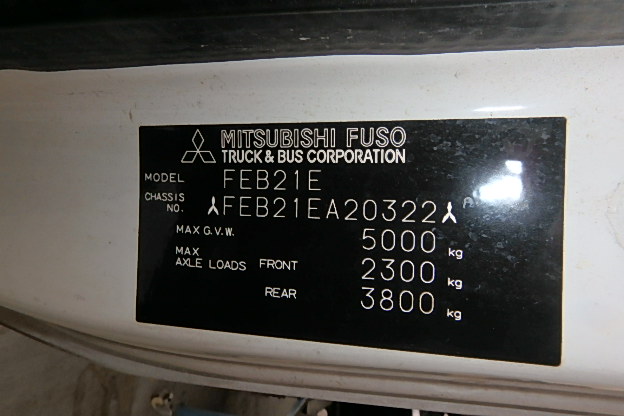 MITSUBISHI FUSO
TRUCK & BUS CORPORATION
MODEL FEB21E
CHASSIS NO. FEB21EA20322
MAX G.V.W. 5000 kg
MAX AXLE LOADS FRONT 2300 kg
REAR 3800 kg